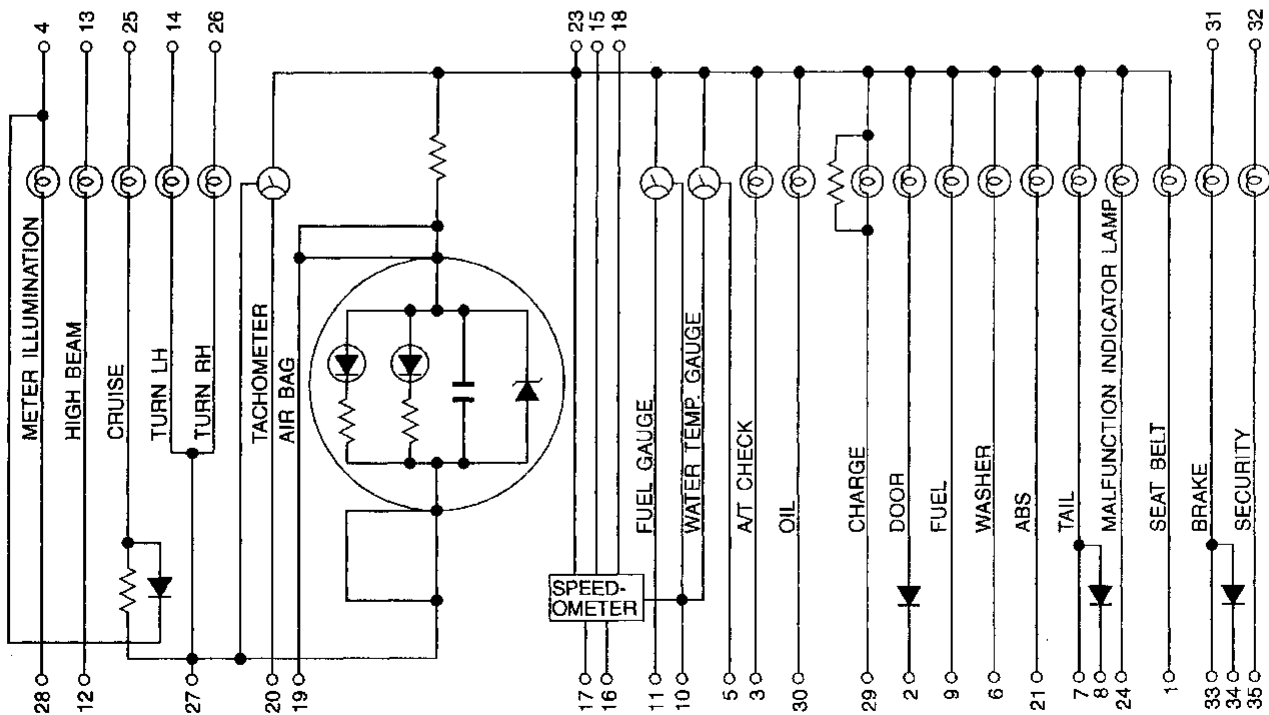 4
13
25
14
26
23
15
18
31
32
METER ILLUMINATION
HIGH BEAM
CRUISE
TURN LH
TURN RH
TACHOMETER
AIR BAG
FUEL GAUGE
WATER TEMP. GAUGE
A/T CHECK
OIL
CHARGE
DOOR
FUEL
WASHER
ABS
TAIL
MALFUNCTION INDICATOR LAMP
SEAT BELT
BRAKE
SECURITY
SPEED-
OMETER
28
12
27
20
19
17
16
11
10
5
3
30
29
2
9
6
21
7
8
24
1
33
34
35